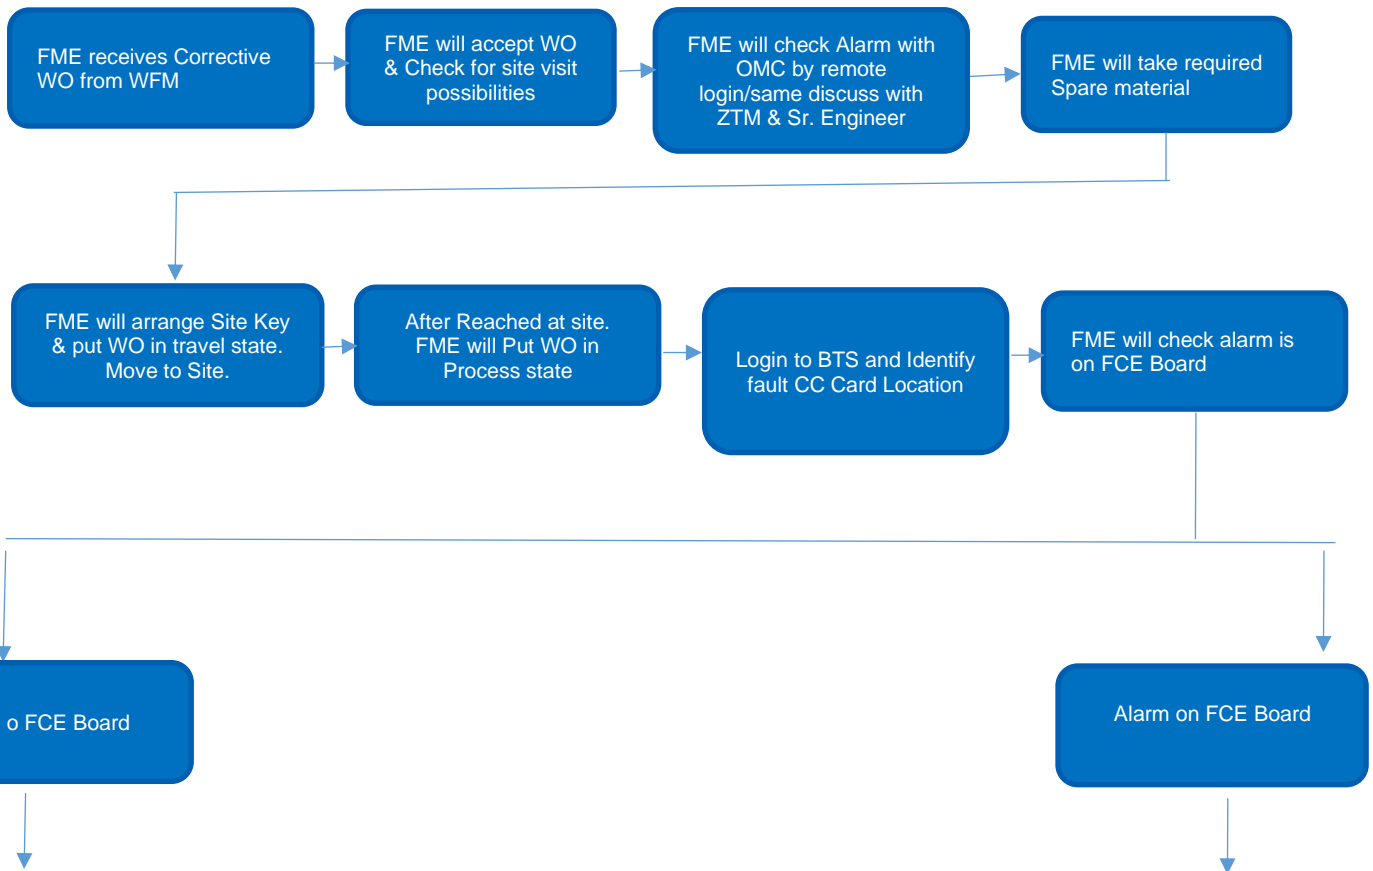 FME receives Corrective
WO from WFM
FME will accept WO
& Check for site visit
possibilities
FME will check Alarm with
OMC by remote
login/same discuss with
ZTM & Sr. Engineer
FME will take required
Spare material
FME will arrange Site Key
& put WO in travel state.
Move to Site.
After Reached at site.
FME will Put WO in
Process state
Login to BTS and Identify
fault CC Card Location
FME will check alarm is
on FCE Board
o FCE Board
Alarm on FCE Board